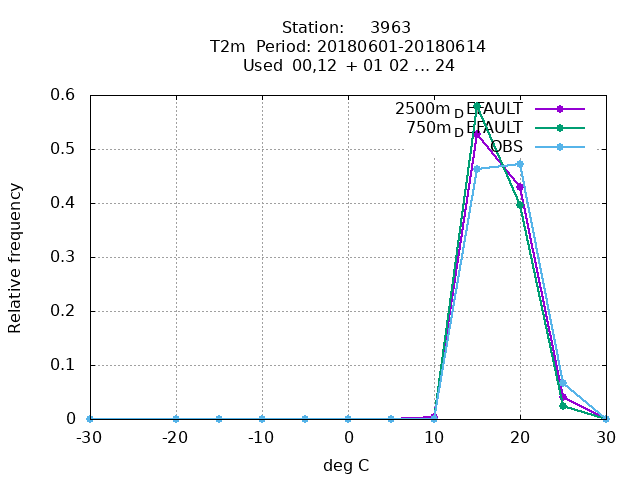 Station: 3963
T2m Period: 20180601-20180614
Used 00,12 + 01 02 ... 24
2500m_DEFAULT
750m_DEFAULT
OBS
0.6
0.5
0.4
0.3
0.2
0.1
0
Relative frequency
-30 -20 -10 0 10 20 30
deg C